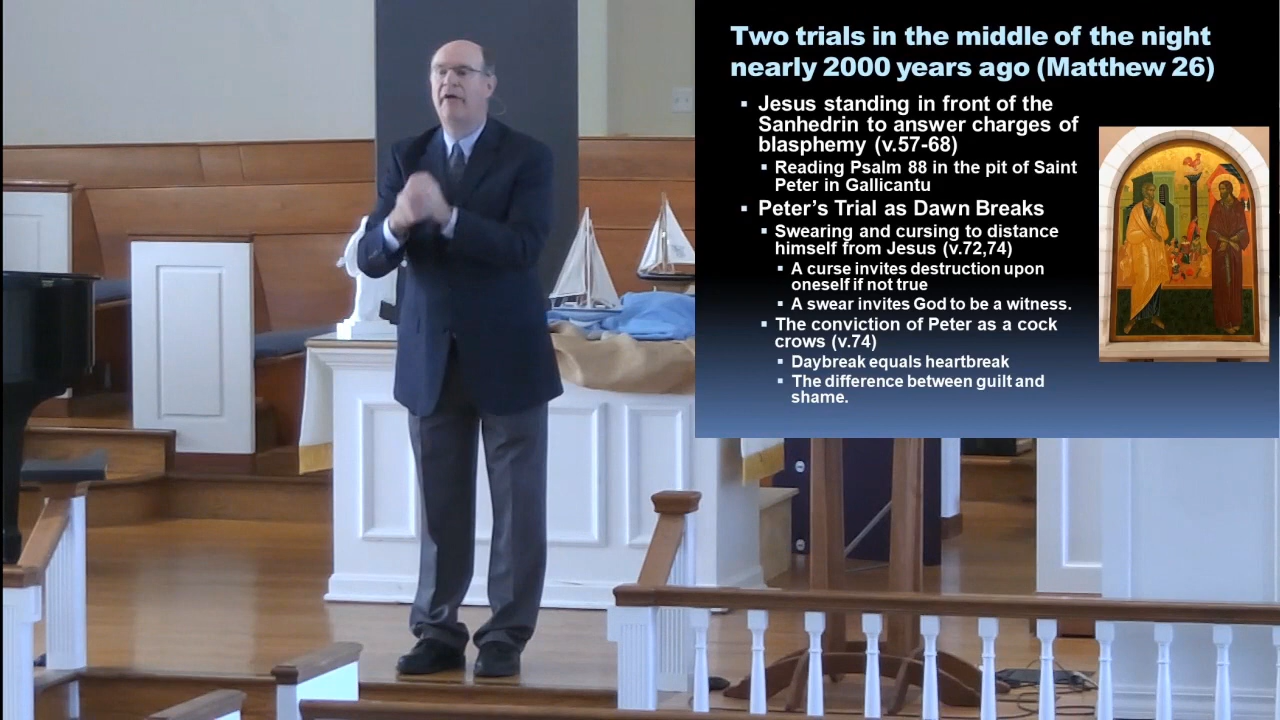 Two trials in the middle of the night
nearly 2000 years ago (Matthew 26)
Jesus standing in front of the
Sanhedrin to answer charges of
blasphemy (v.57-68)
Reading Psalm 88 in the pit of Saint
Peter in Gallicantu
Peter's Trial as Dawn Breaks
Swearing and cursing to distance
himself from Jesus (v.72,74)
A curse invites destruction upon
oneself if not true
A swear invites God to be a witness.
The conviction of Peter as a cock
crows (v.74)
Daybreak equals heartbreak
The difference between guilt and
shame.